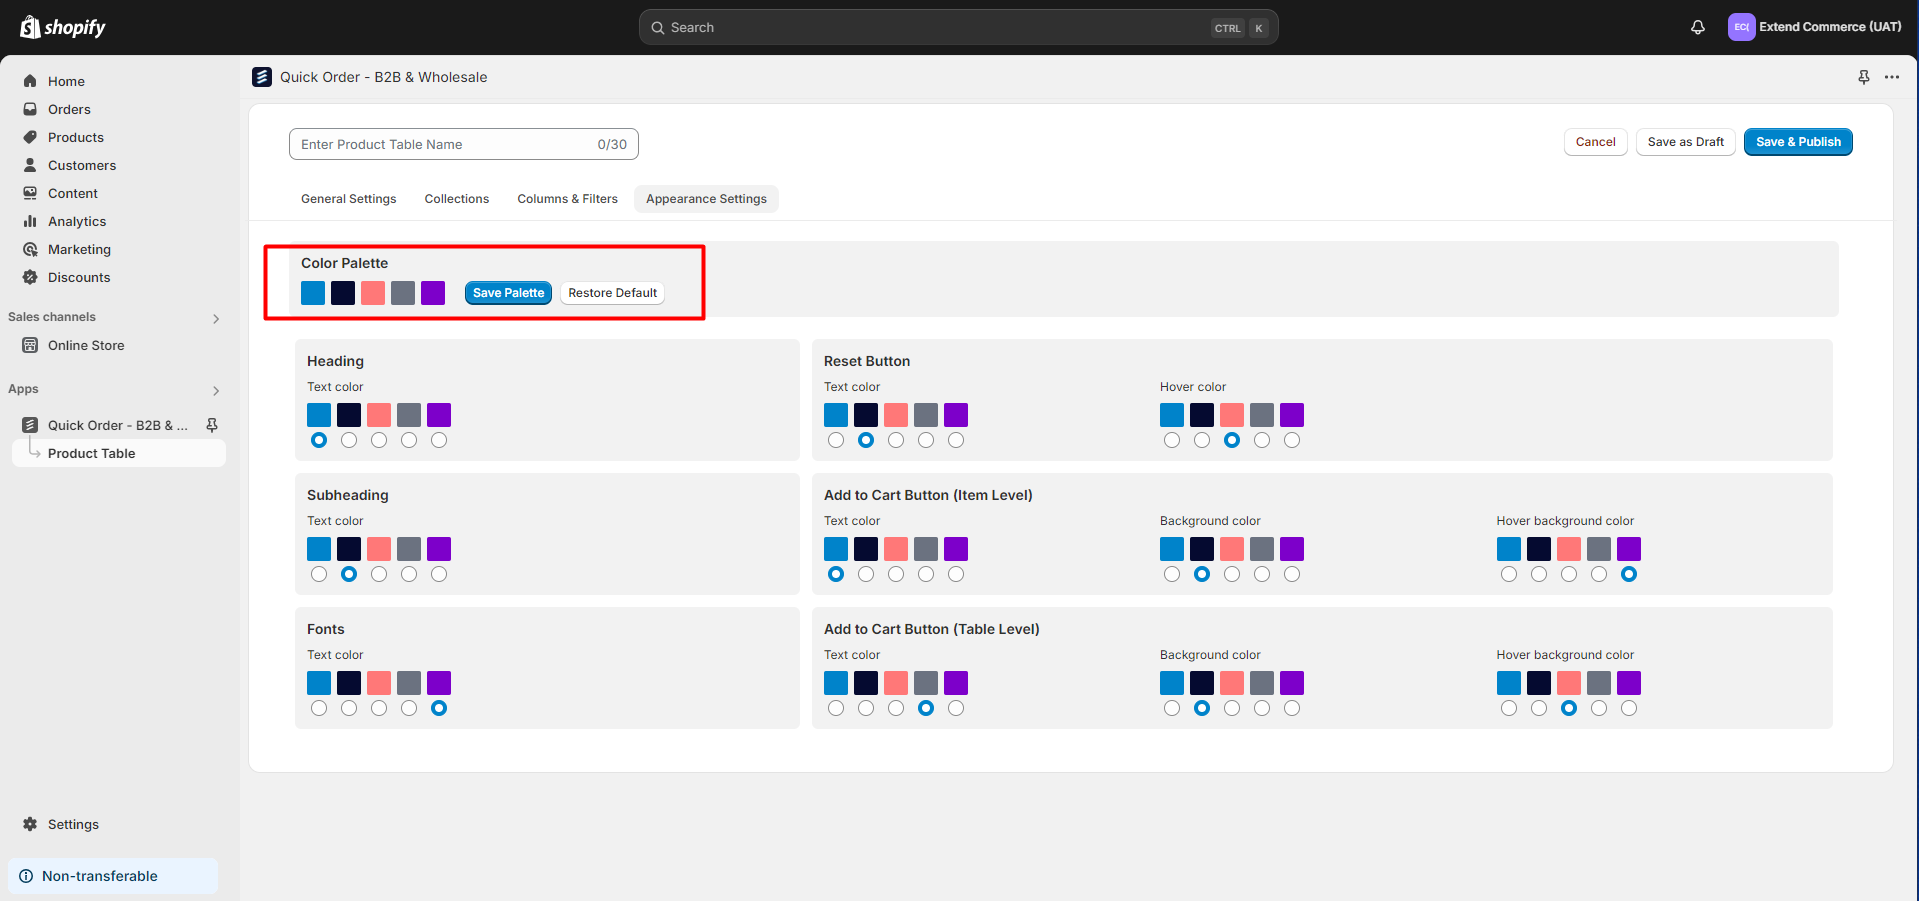 shopify
Search
CTRL K
EC(
Extend Commerce (UAT)
Home
Orders
Products
Customers
Content
Analytics
Marketing
Discounts
Sales channels
Online Store
Apps
Quick Order - B2B & ...
Product Table
Settings
Non-transferable
Quick Order - B2B & Wholesale
Enter Product Table Name 0/30
Cancel Save as Draft Save & Publish
General Settings Collections Columns & Filters Appearance Settings
Color Palette
Save Palette Restore Default
Heading
Text color
Reset Button
Text color Hover color
Subheading
Text color
Add to Cart Button (Item Level)
Text color Background color Hover background color
Fonts
Text color
Add to Cart Button (Table Level)
Text color Background color Hover background color